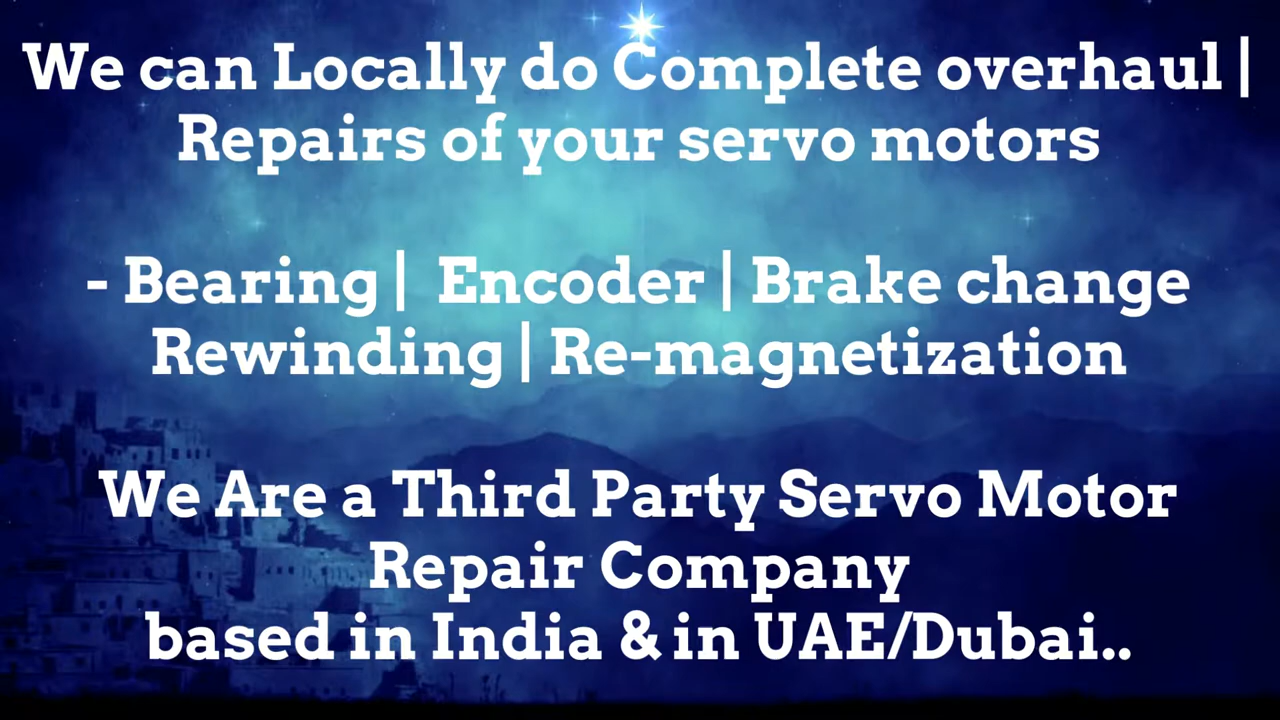 We can Locally do Complete overhaul |
Repairs of your servo motors
- Bearing | Encoder | Brake change
Rewinding | Re-magnetization
We Are a Third Party Servo Motor
Repair Company
based in India & in UAE/Dubai..